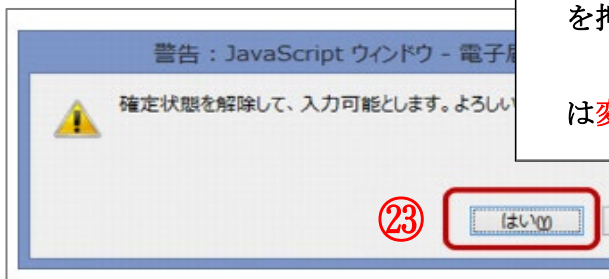 を
警告 : JavaScript ウィンドウ - 電子
確定状態を解除して、入力可能とします。よろしい
は変
㉓
はい(Y)